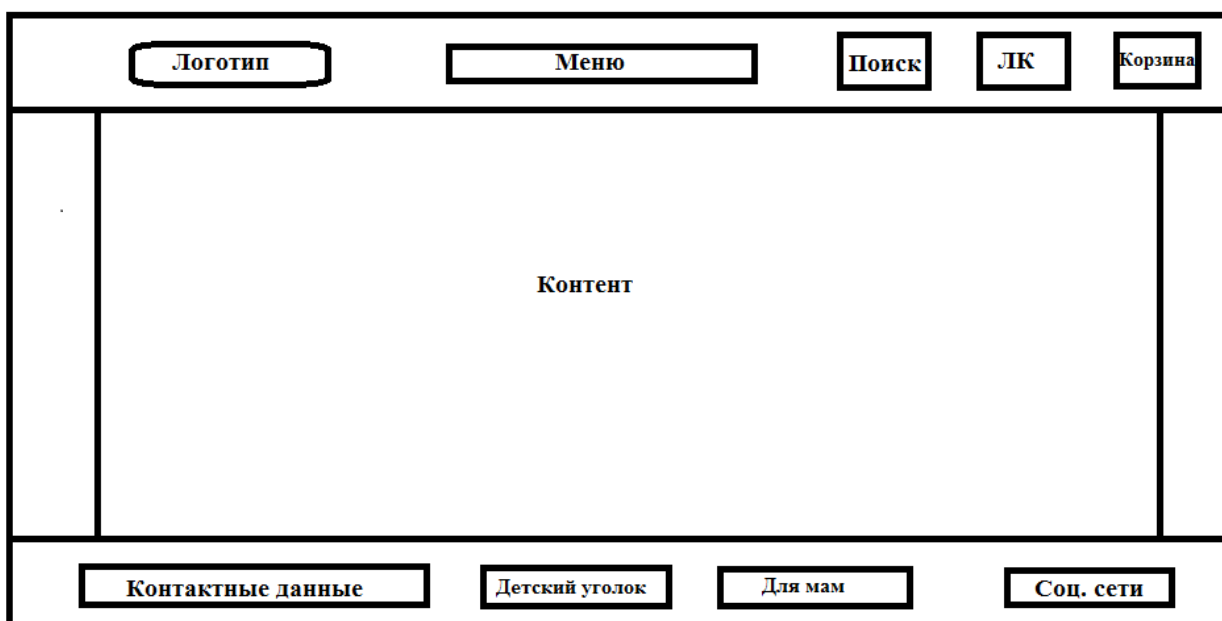 Логотип
Меню
Поиск
ЛК
Корзина
Контент
Контактные данные
Детский уголок
Для мам
Соц. сети